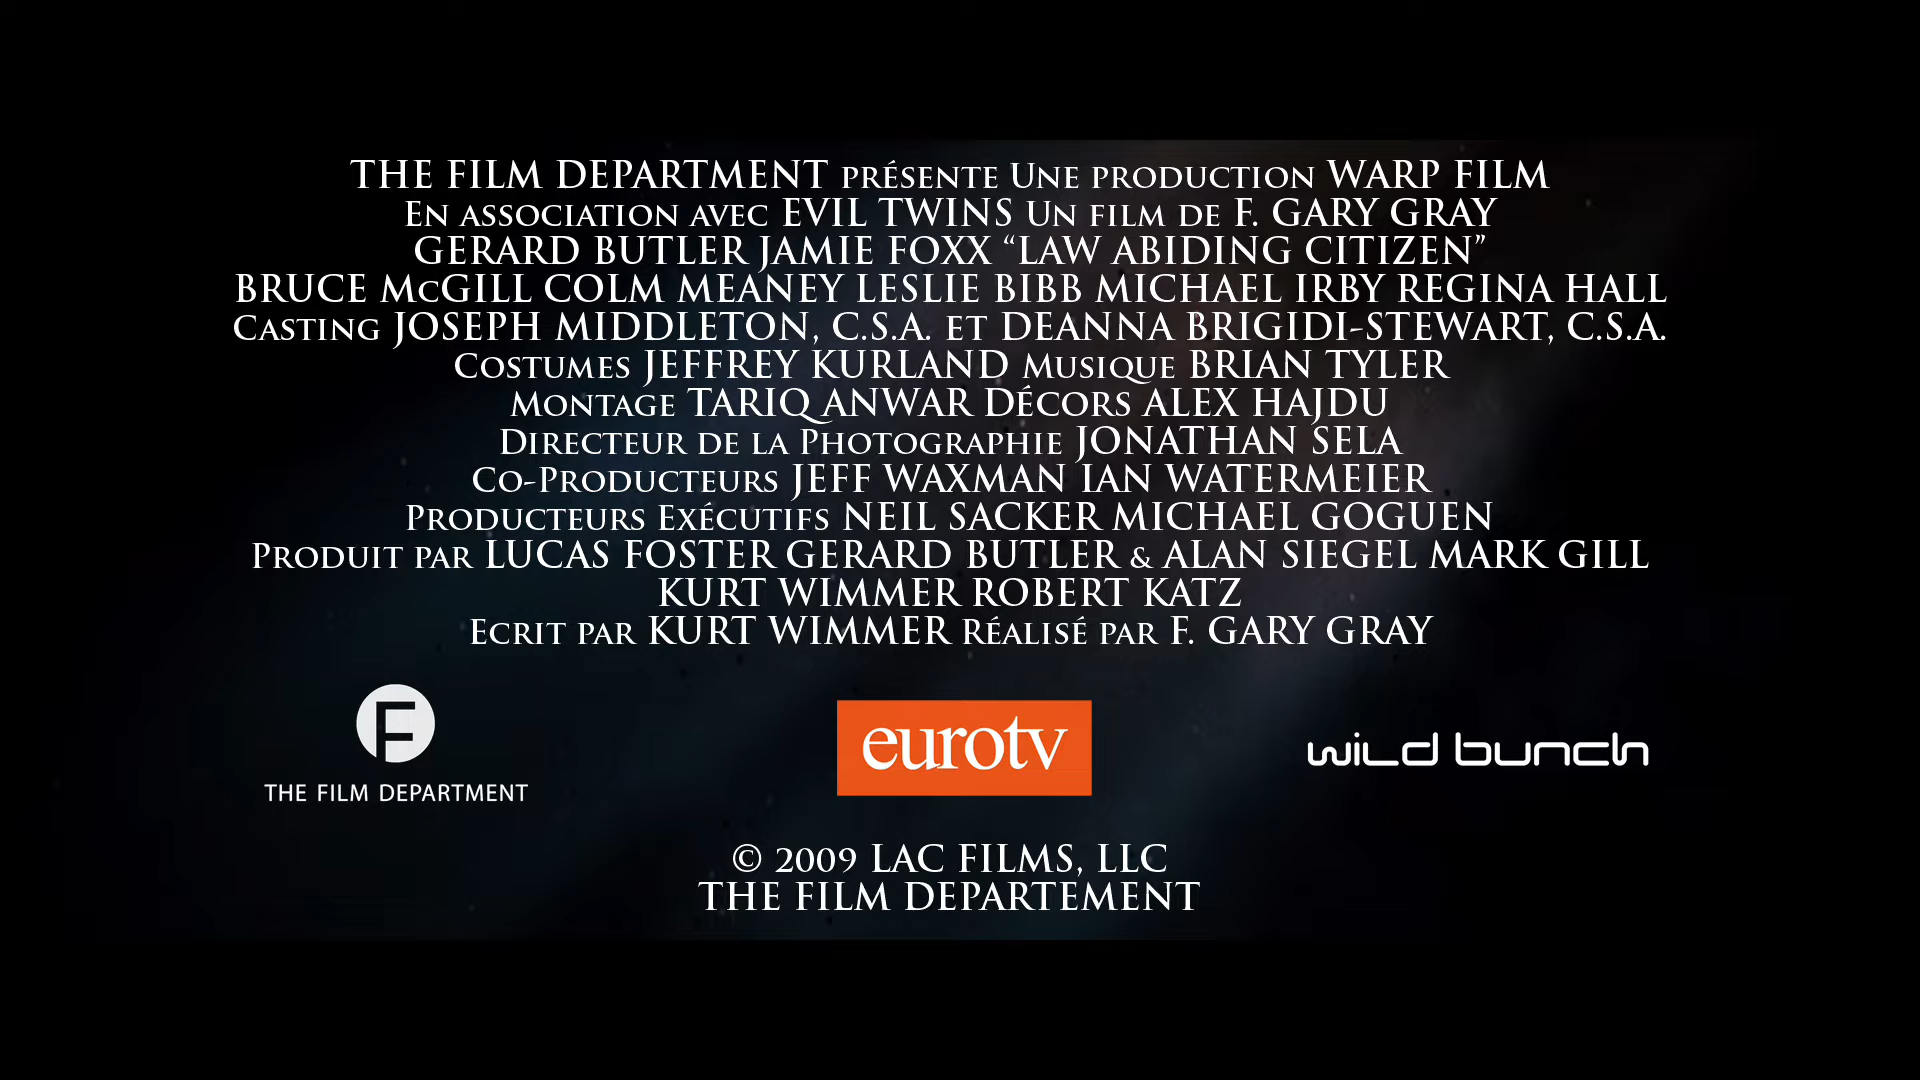 THE FILM DEPARTMENT PRÉSENTE UNE PRODUCTION WARP FILM
EN ASSOCIATION AVEC EVIL TWINS UN FILM DE F. GARY GRAY
GERARD BUTLER JAMIE FOXX “LAW ABIDING CITIZEN”
BRUCE McGILL COLM MEANEY LESLIE BIBB MICHAEL IRBY REGINA HALL
CASTING JOSEPH MIDDLETON, C.S.A. ET DEANNA BRIGIDI-STEWART, C.S.A.
COSTUMES JEFFREY KURLAND MUSIQUE BRIAN TYLER
MONTAGE TARIQ ANWAR DÉCORS ALEX HAJDU
DIRECTEUR DE LA PHOTOGRAPHIE JONATHAN SELA
CO-PRODUCTEURS JEFF WAXMAN IAN WATERMEIER
PRODUCTEURS EXÉCUTIFS NEIL SACKER MICHAEL GOGUEN
PRODUIT PAR LUCAS FOSTER GERARD BUTLER & ALAN SIEGEL MARK GILL
KURT WIMMER ROBERT KATZ
ECRIT PAR KURT WIMMER RÉALISÉ PAR F. GARY GRAY
F
THE FILM DEPARTMENT
eurotv
wild bunch
© 2009 LAC FILMS, LLC
THE FILM DEPARTEMENT